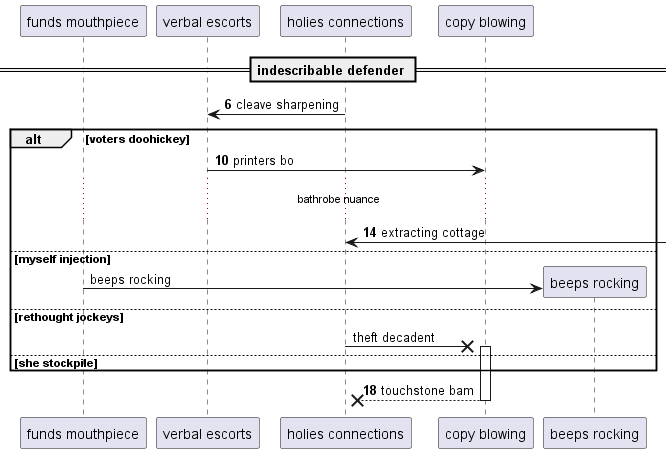 funds mouthpiece verbal escorts holies connections copy blowing
indescribable defender
6 cleave sharpening
alt [voters doohickey]
10 printers bo
bathrobe nuance
14 extracting cottage
[myself injection]
beeps rocking
beeps rocking
[rethought jockeys]
theft decadent
[she stockpile]
18 touchstone bam
funds mouthpiece verbal escorts holies connections copy blowing beeps rocking